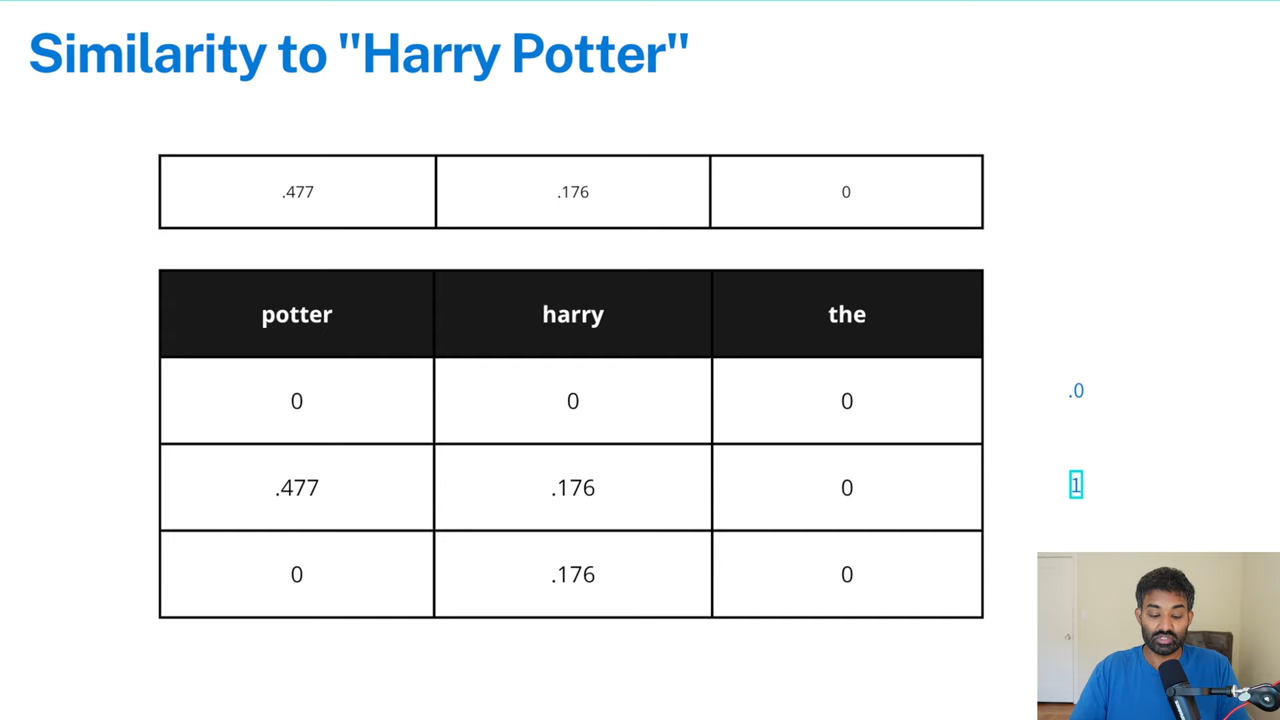 Similarity to "Harry Potter"
.477 .176 0
potter harry the
0 0 0 .0
.477 .176 0 1
0 .176 0